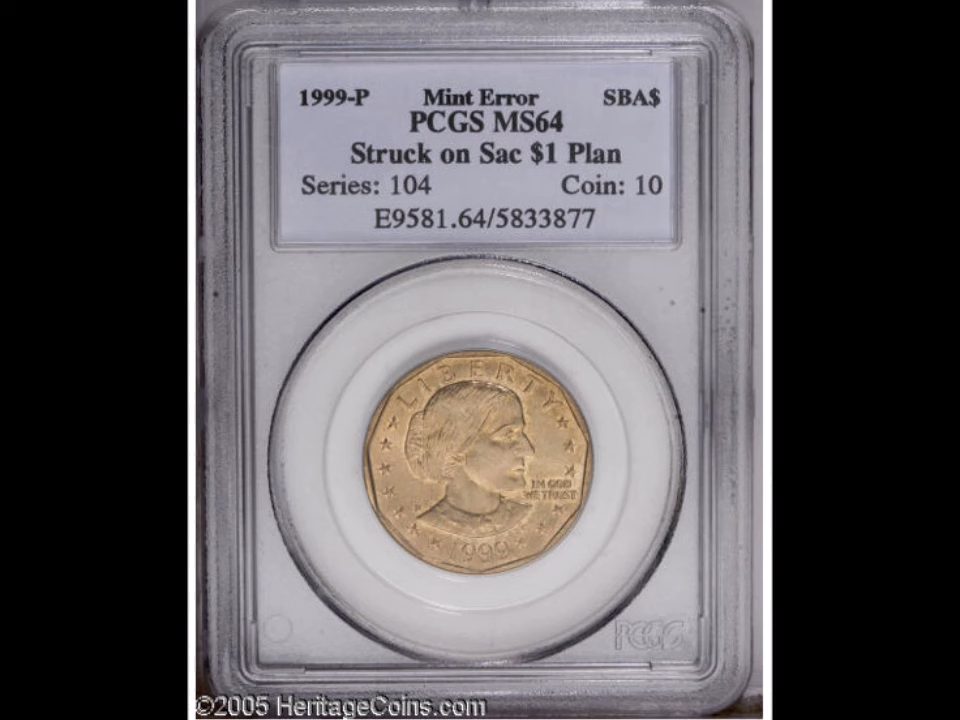 1999-P Mint Error SBA$
PCGS MS64
Struck on Sac $1 Plan
Series: 104 Coin: 10
E9581.64/5833877
LIBERTY
IN GOD
WE TRUST
P
1999
PCGS
©2005 HeritageCoins.com